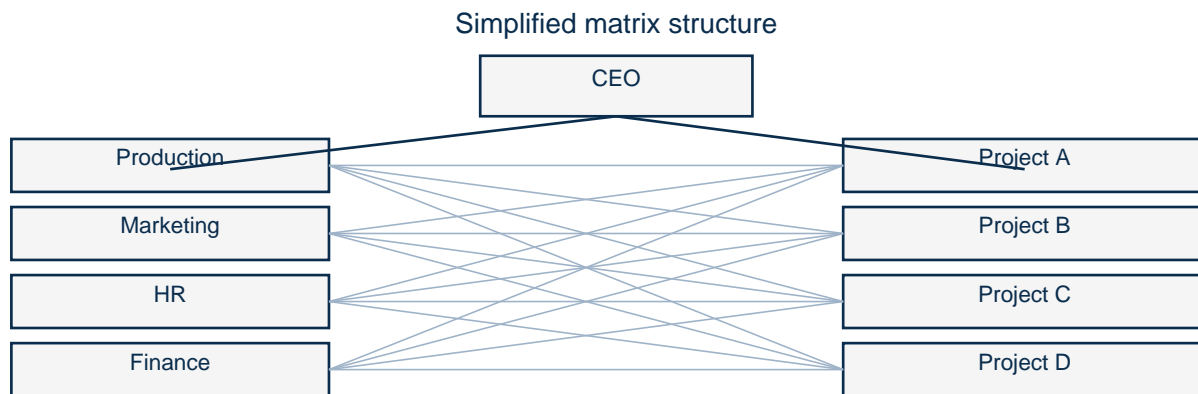 Simplified matrix structure
CEO
Production
Project A
Marketing
Project B
HR
Project C
Finance
Project D